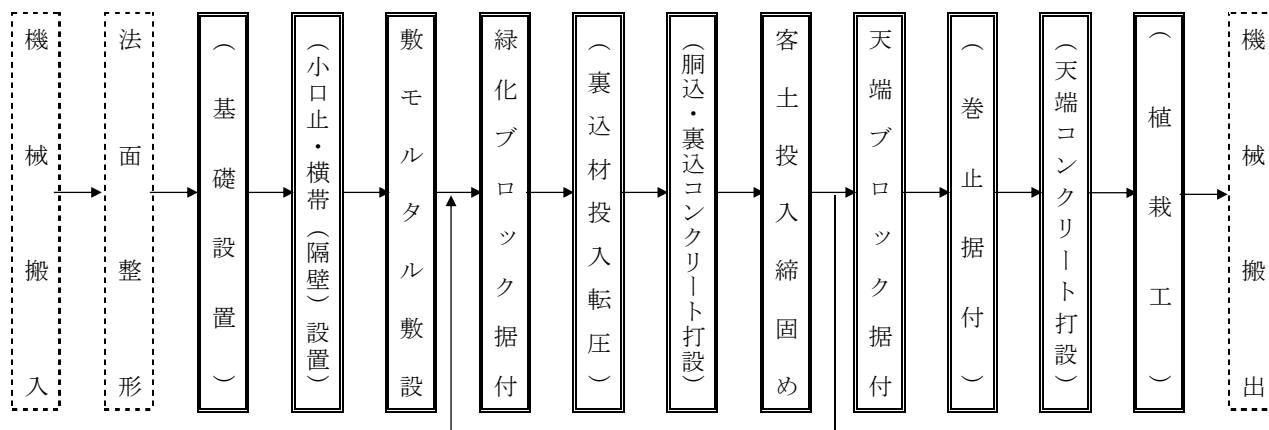 機械搬入
法面整形
（基礎設置）
（小口止・横帯（隔壁）設置）
敷モルタル敷設
緑化ブロック据付
（裏込材投入転圧）
（胴込・裏込コンクリート打設）
客土投入締固め
天端ブロック据付
（巻止据付）
（天端コンクリート打設）
（植栽工）
機械搬出